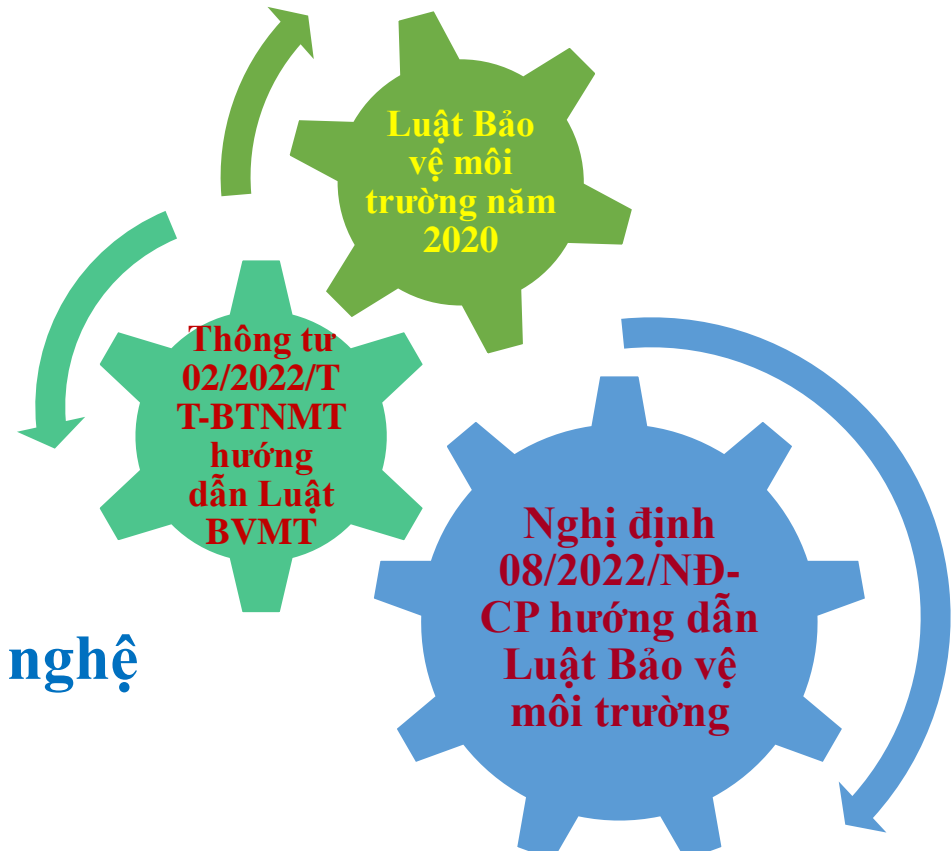 Luật Bảo
vệ môi
trường năm
2020
Thông tư
02/2022/T
T-BTNMT
hướng
dẫn Luật
BVMT
Nghị định
08/2022/NĐ-
CP hướng dẫn
Luật Bảo vệ
môi trường
nghệ